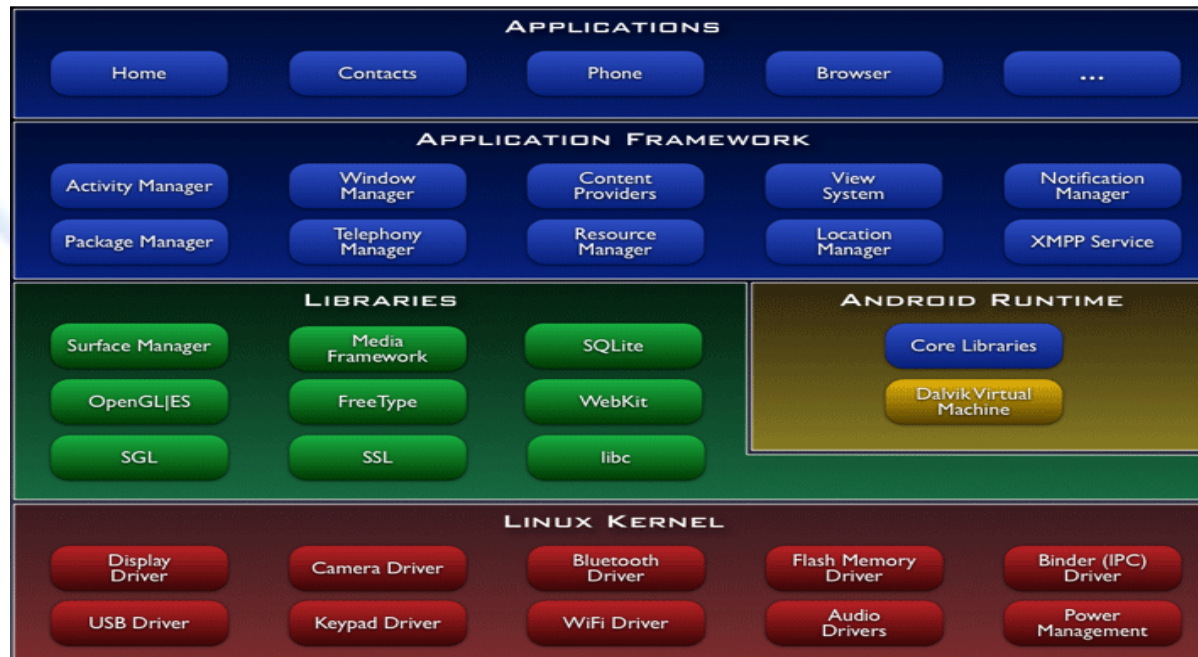 APPLICATIONS
Home
Contacts
Phone
Browser
...
APPLICATION FRAMEWORK
Activity Manager
Window
Manager
Content
Providers
View
System
Notification
Manager
Package Manager
Telephony
Manager
Resource
Manager
Location
Manager
XMPP Service
LIBRARIES
Surface Manager
Media
Framework
SQLite
OpenGL|ES
FreeType
WebKit
SGL
SSL
libc
ANDROID RUNTIME
Core Libraries
Dalvik Virtual
Machine
LINUX KERNEL
Display
Driver
Camera Driver
Bluetooth
Driver
Flash Memory
Driver
Binder (IPC)
Driver
USB Driver
Keypad Driver
WiFi Driver
Audio
Drivers
Power
Management